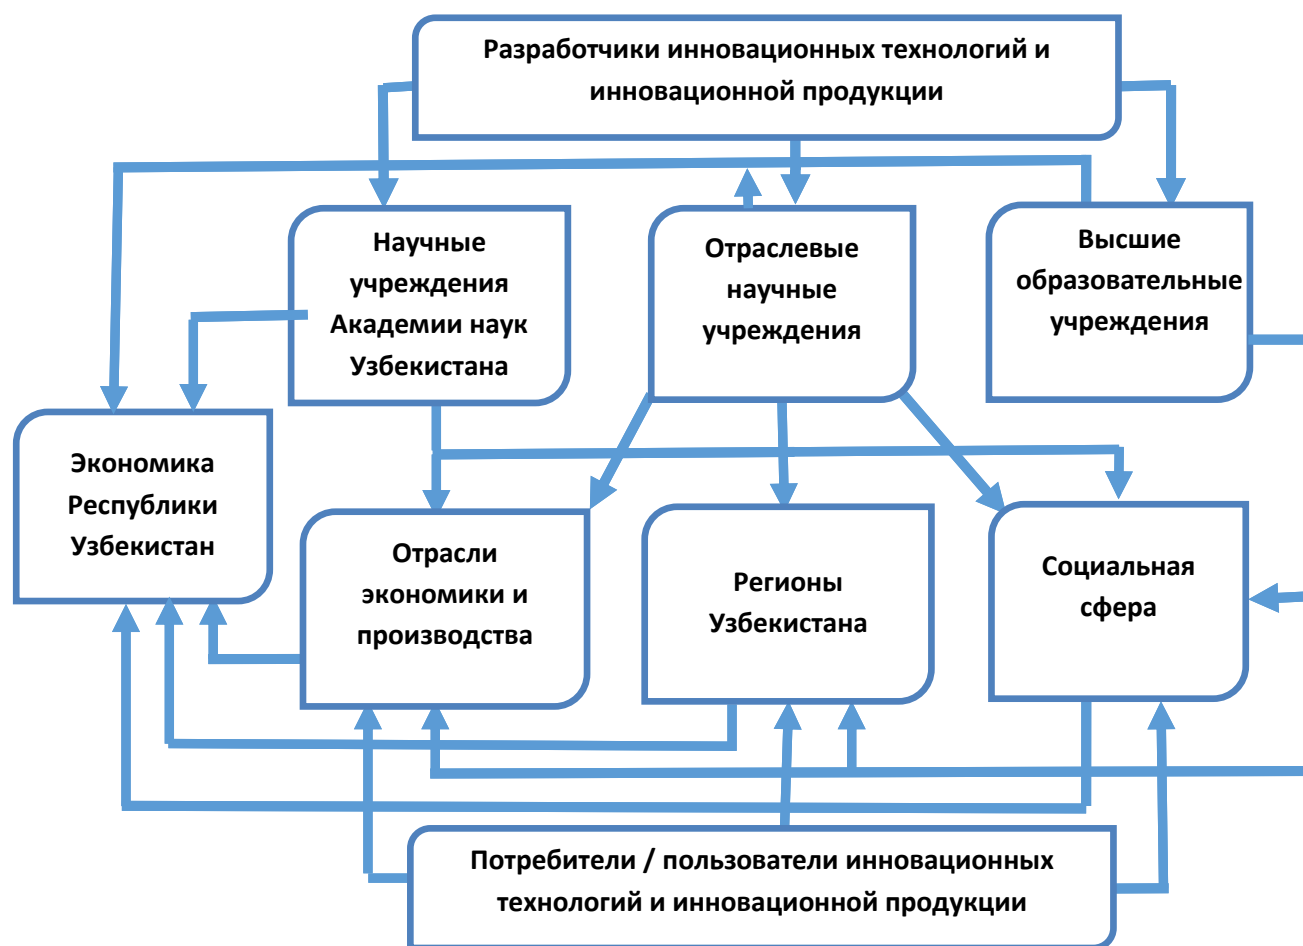 Разработчики инновационных технологий и
инновационной продукции
Научные
учреждения
Академии наук
Узбекистана
Отраслевые
научные
учреждения
Высшие
образовательные
учреждения
Экономика
Республики
Узбекистан
Отрасли
экономики и
производства
Регионы
Узбекистана
Социальная
сфера
Потребители / пользователи инновационных
технологий и инновационной продукции